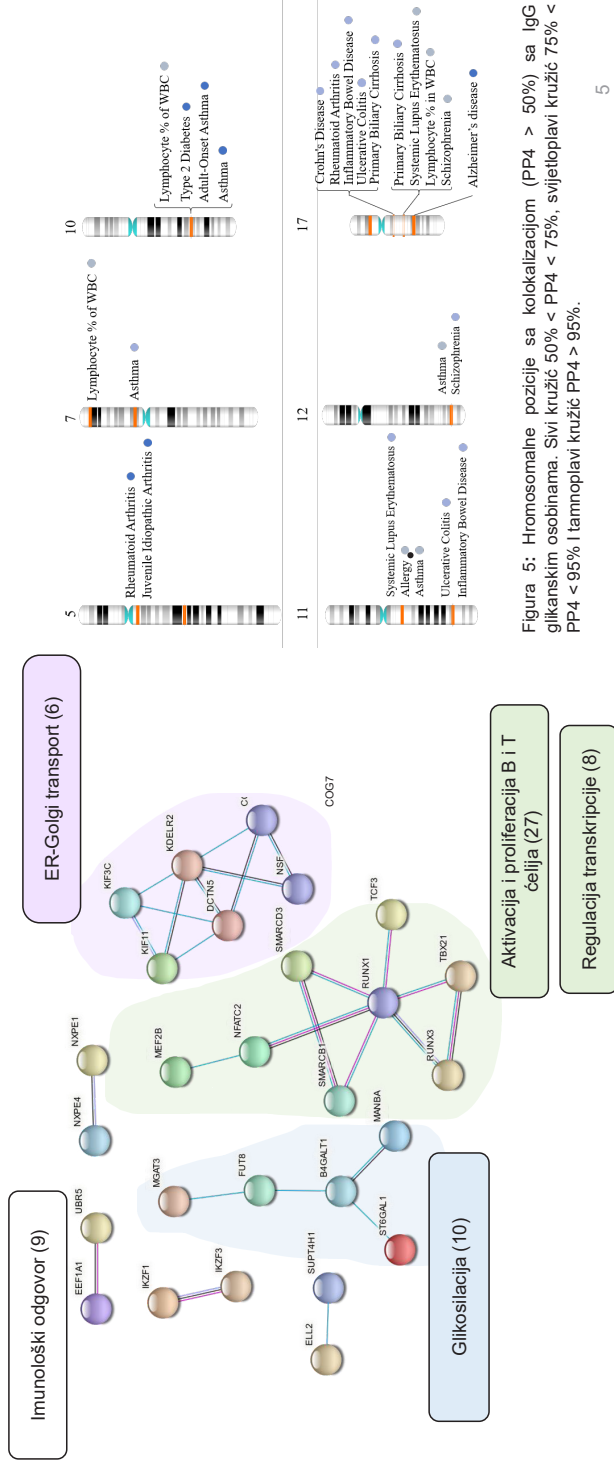 Imunološki odgovor (9)
ER-Golgi transport (6)
EEF1A1
UBR5
NXPE4
NXPE1
IKZF1
IKZF3
ELL2
SUPT4H1
MGAT3
FUT8
B4GALT1
ST6GAL1
MANBA
MEF2B
NFATC2
SMARCB1
SMARCD3
RUNX1
TCF3
RUNX3
TBX21
KIF11
KIF3C
KDELR2
DCTN5
NSF
COG7
Glikosilacija (10)
Aktivacija i proliferacija B i T
ćelija (27)
Regulacija transkripcije (8)
5
Rheumatoid Arthritis
Juvenile Idiopathic Arthritis
7
Lymphocyte % of WBC
Asthma
10
Lymphocyte % of WBC
Type 2 Diabetes
Adult-Onset Asthma
Asthma
11
Systemic Lupus Erythematosus
Allergy
Asthma
Ulcerative Colitis
Inflammatory Bowel Disease
12
Asthma
Schizophrenia
17
Crohn's Disease
Rheumatoid Arthritis
Inflammatory Bowel Disease
Ulcerative Colitis
Primary Biliary Cirrhosis
Primary Biliary Cirrhosis
Systemic Lupus Erythematosus
Lymphocyte % in WBC
Schizophrenia
Alzheimer's disease
Figura 5: Hromosomalne pozicije sa kolokalizacijom (PP4 > 50%) sa IgG
glikanskim osobinama. Sivi kružić 50% < PP4 < 75%, svijetloplavi kružić 75% <
PP4 < 95% I tamnoplavi kružić PP4 > 95%.
5